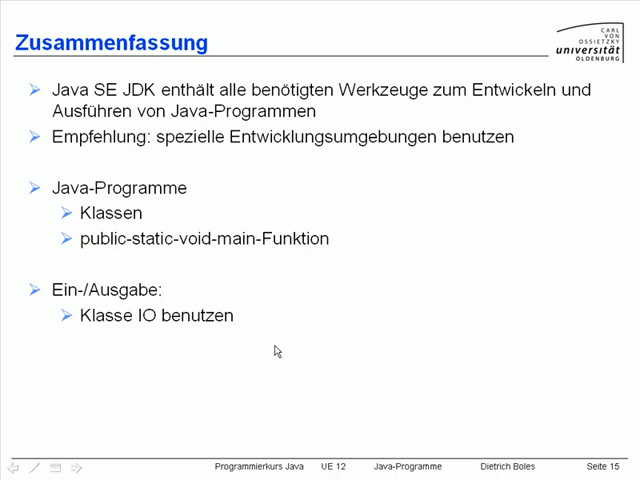 Zusammenfassung
CARL
VON
OSSIETZKY
universität
OLDENBURG
Java SE JDK enthält alle benötigten Werkzeuge zum Entwickeln und
Ausführen von Java-Programmen
Empfehlung: spezielle Entwicklungsumgebungen benutzen
Java-Programme
Klassen
public-static-void-main-Funktion
Ein-/Ausgabe:
Klasse IO benutzen
Programmierkurs Java UE 12 Java-Programme Dietrich Boles Seite 15